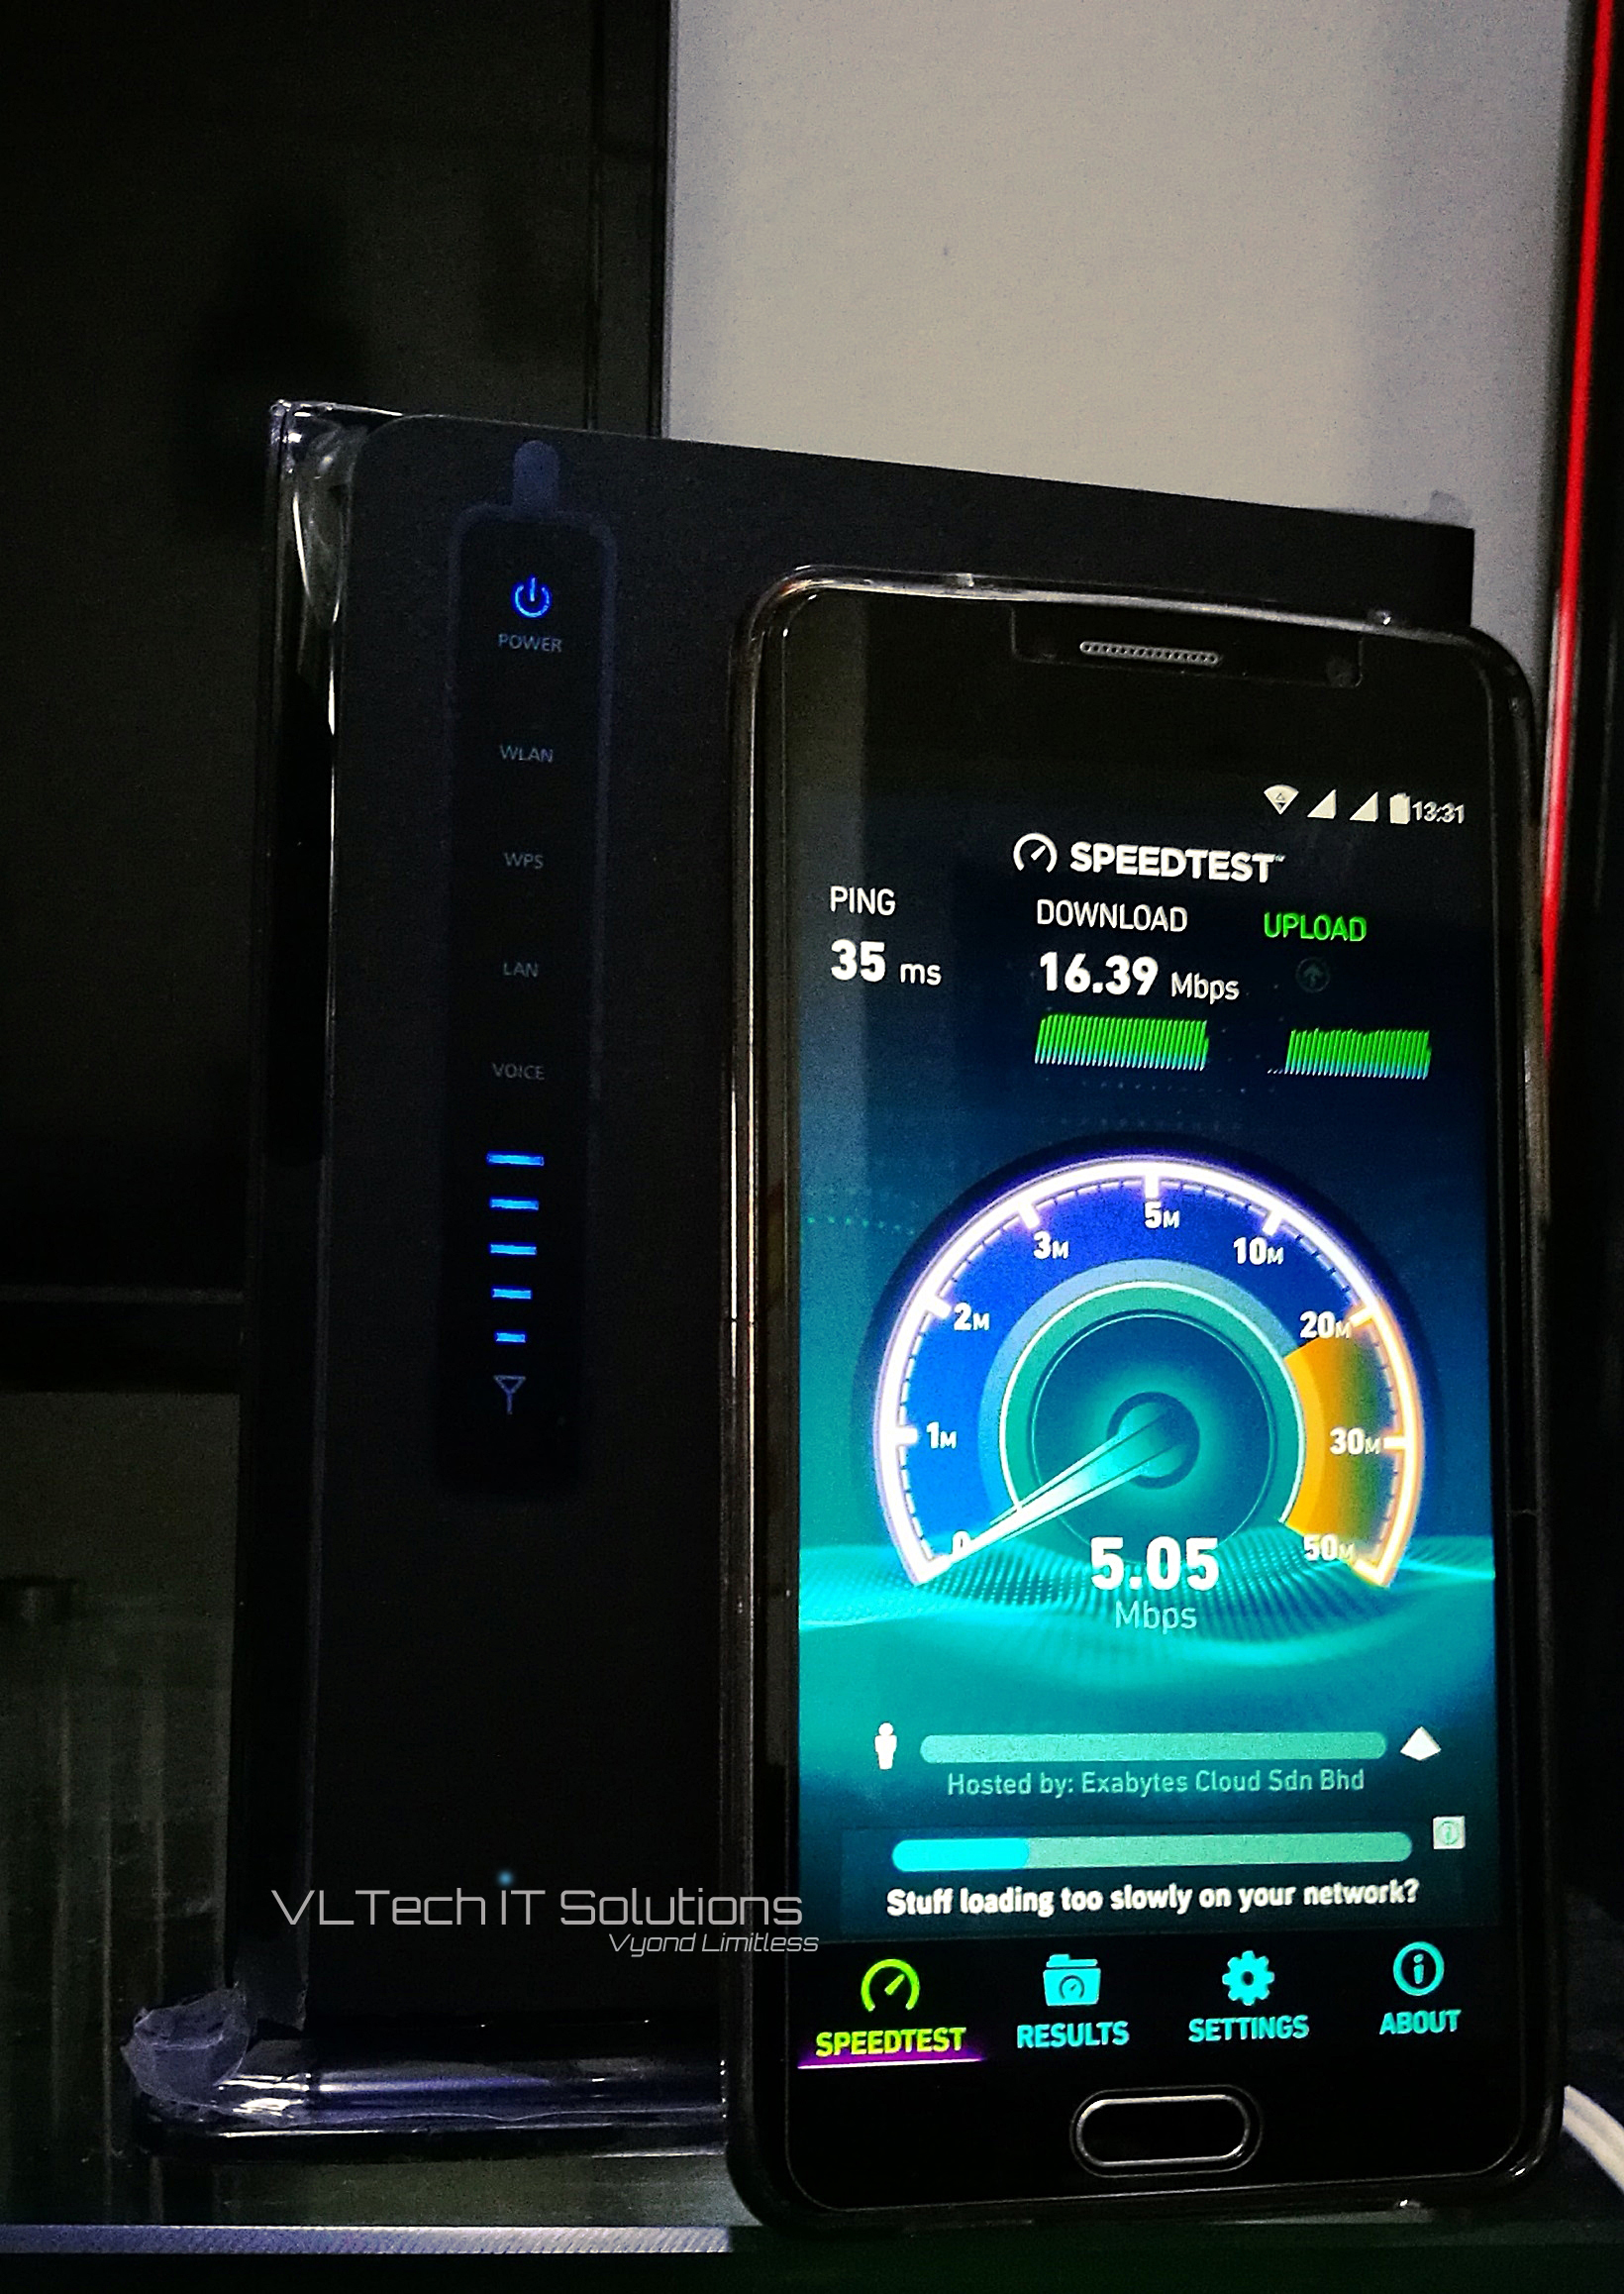 POWER
WLAN
WPS
LAN
VOICE
13:31
SPEEDTEST™
PING
35 ms
DOWNLOAD
16.39 Mbps
UPLOAD
0
1M
2M
3M
5M
10M
20M
30M
50M
5.05
Mbps
Hosted by: Exabytes Cloud Sdn Bhd
Stuff loading too slowly on your network?
SPEEDTEST
RESULTS
SETTINGS
ABOUT
VLTech iT Solutions
Vyond Limitless